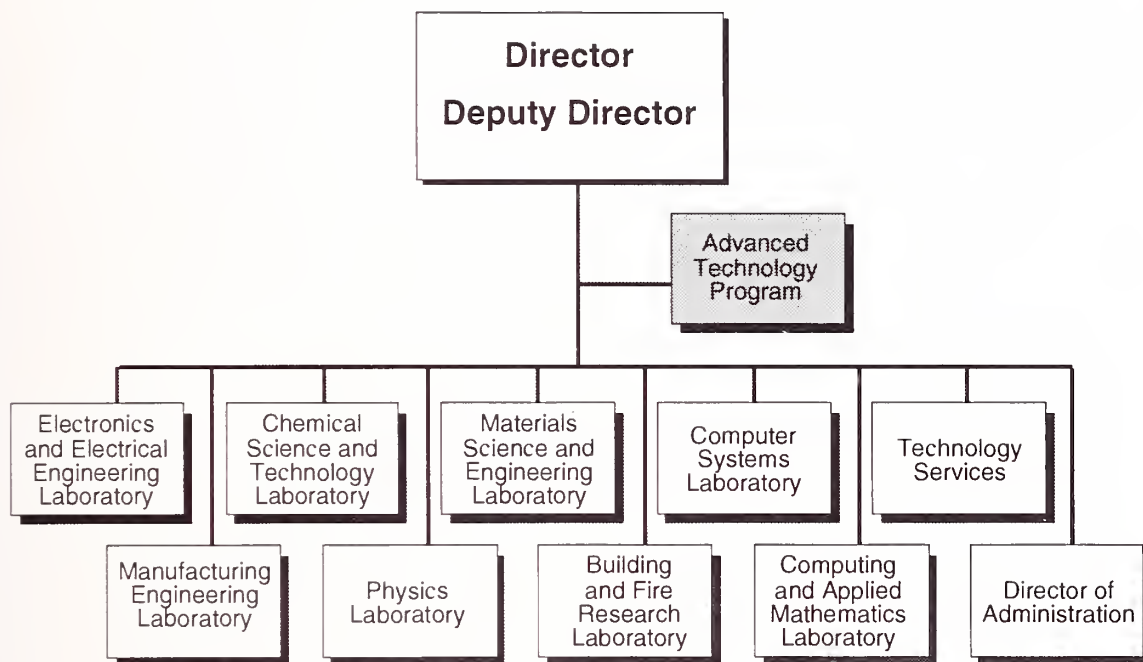 Director
Deputy Director
Advanced
Technology
Program
Electronics
and Electrical
Engineering
Laboratory
Chemical
Science and
Technology
Laboratory
Materials
Science and
Engineering
Laboratory
Computer
Systems
Laboratory
Technology
Services
Manufacturing
Engineering
Laboratory
Physics
Laboratory
Building
and Fire
Research
Laboratory
Computing
and Applied
Mathematics
Laboratory
Director of
Administration